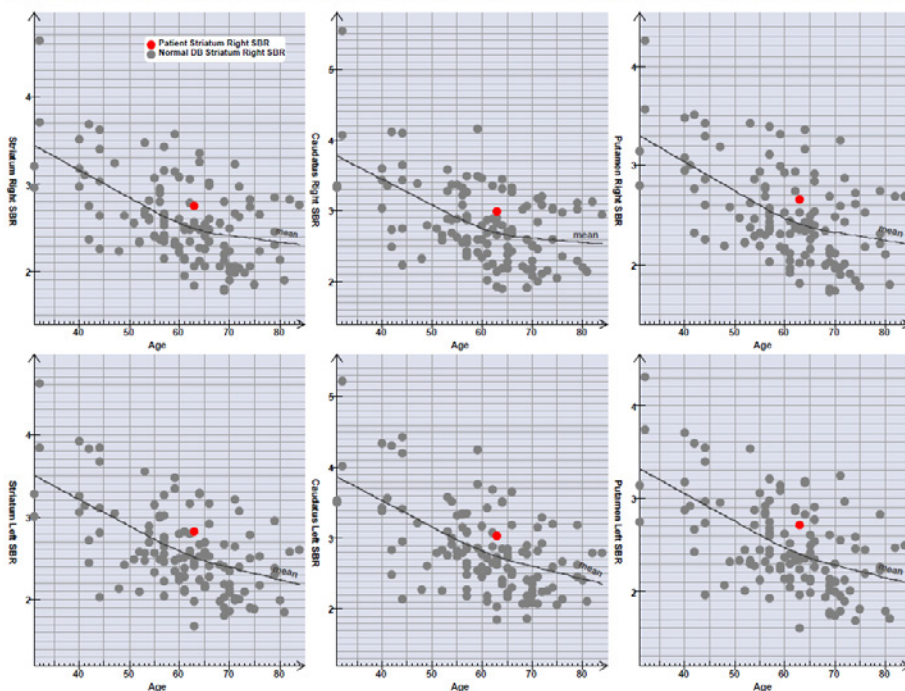 Patient Striatum Right SBR
Normal DB Striatum Right SBR
Striatum Right SBR
4
3
2
mean
40 50 60 70 80
Age
Caudatus Right SBR
5
4
3
2
mean
40 50 60 70 80
Age
Putamen Right SBR
4
3
2
mean
40 50 60 70 80
Age
Striatum Left SBR
4
3
2
mean
40 50 60 70 80
Age
Caudatus Left SBR
5
4
3
2
mean
40 50 60 70 80
Age
Putamen Left SBR
4
3
2
mean
40 50 60 70 80
Age